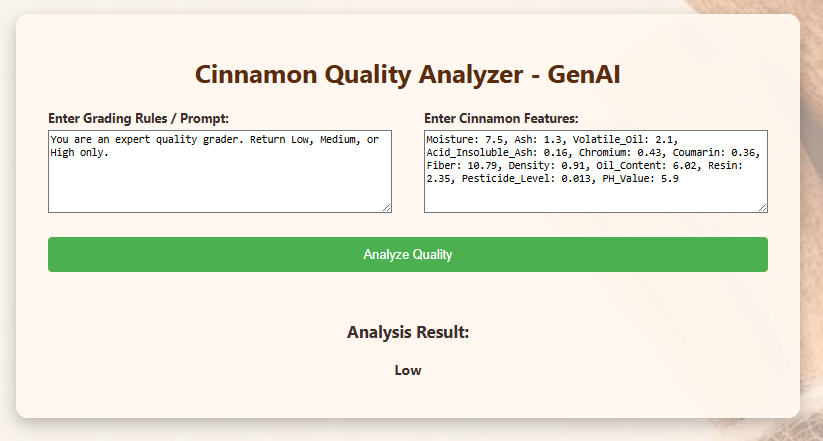 Cinnamon Quality Analyzer - GenAI
Enter Grading Rules / Prompt:
You are an expert quality grader. Return Low, Medium, or
High only.
Enter Cinnamon Features:
Moisture: 7.5, Ash: 1.3, Volatile_Oil: 2.1,
Acid_Insoluble_Ash: 0.16, Chromium: 0.43, Coumarin: 0.36,
Fiber: 10.79, Density: 0.91, Oil_Content: 6.02, Resin:
2.35, Pesticide_Level: 0.013, PH_Value: 5.9
Analyze Quality
Analysis Result:
Low